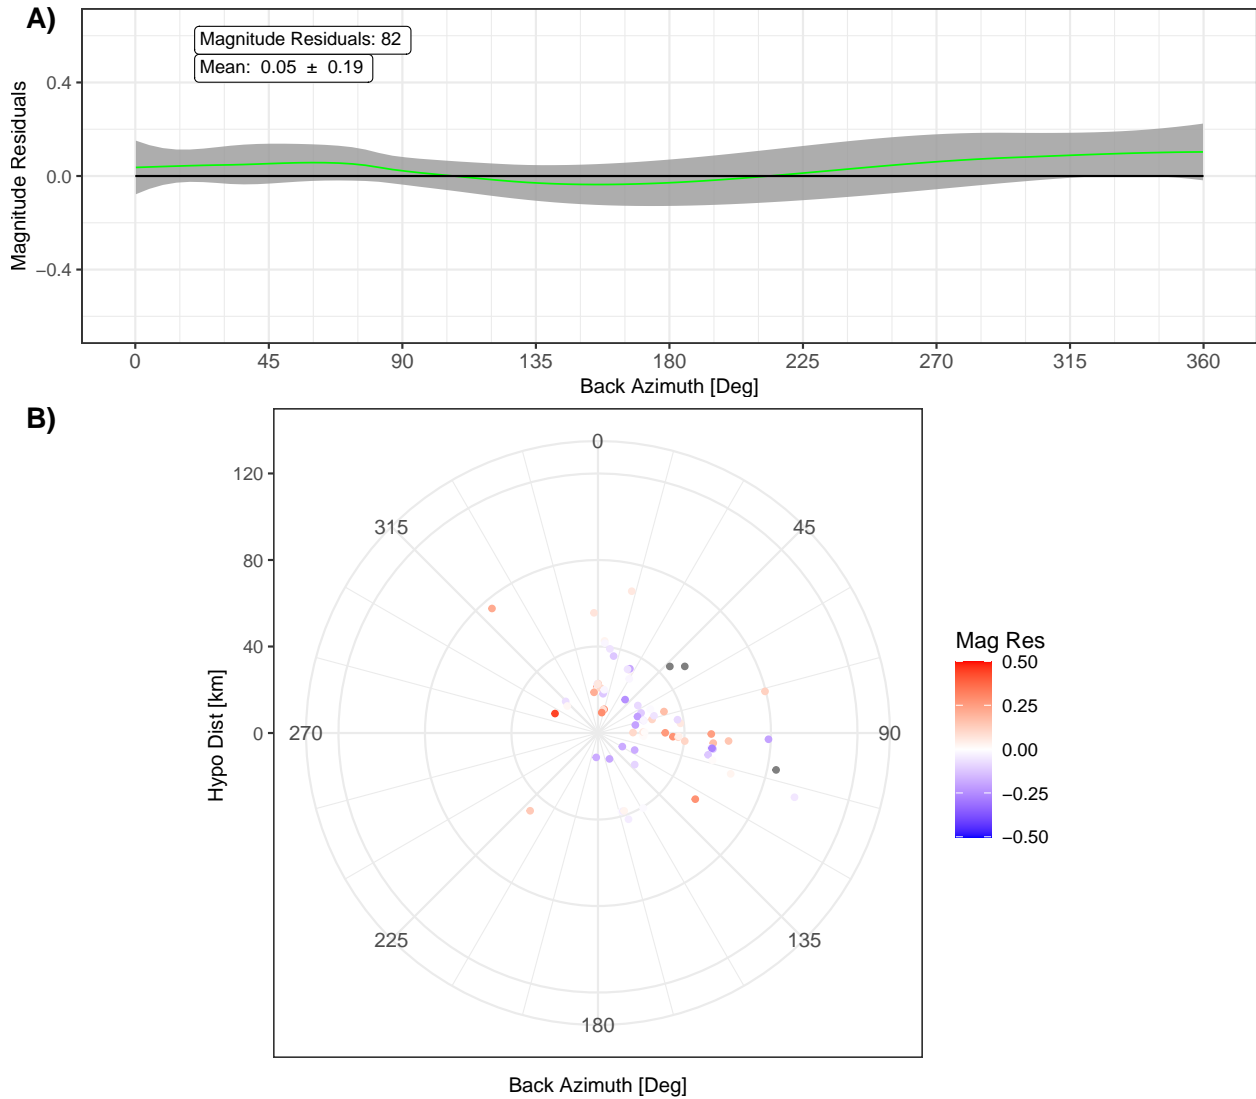 A)
Magnitude Residuals: 82
Mean:  0.05  ±  0.19
Magnitude Residuals
0.4
0.0
−0.4
0 45 90 135 180 225 270 315 360
Back Azimuth [Deg]
B)
Hypo Dist [km]
120
80
40
0
0
45
90
135
180
225
270
315
Back Azimuth [Deg]
Mag Res
0.50
0.25
0.00
−0.25
−0.50